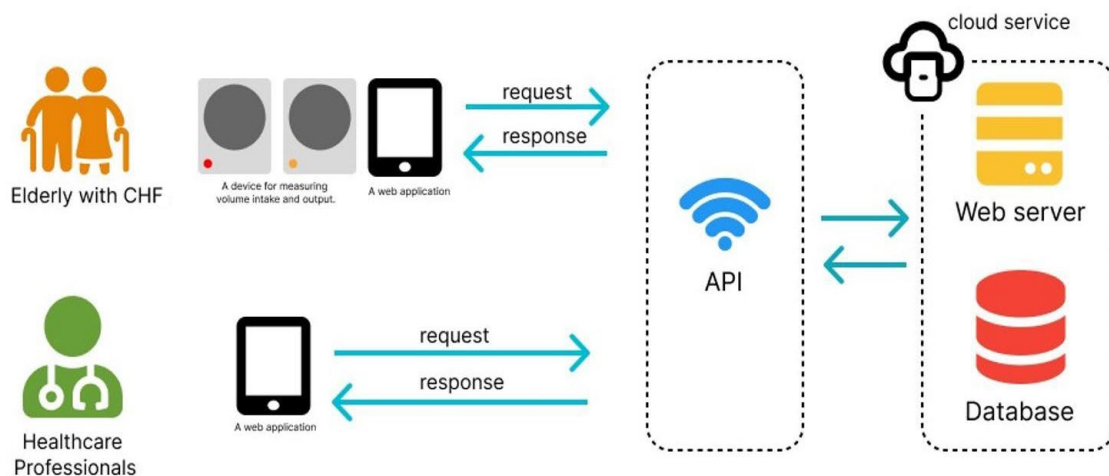 cloud service
request
response
Elderly with CHF
A device for measuring
volume intake and output.
A web application
Web server
API
request
response
A web application
Database
Healthcare
Professionals